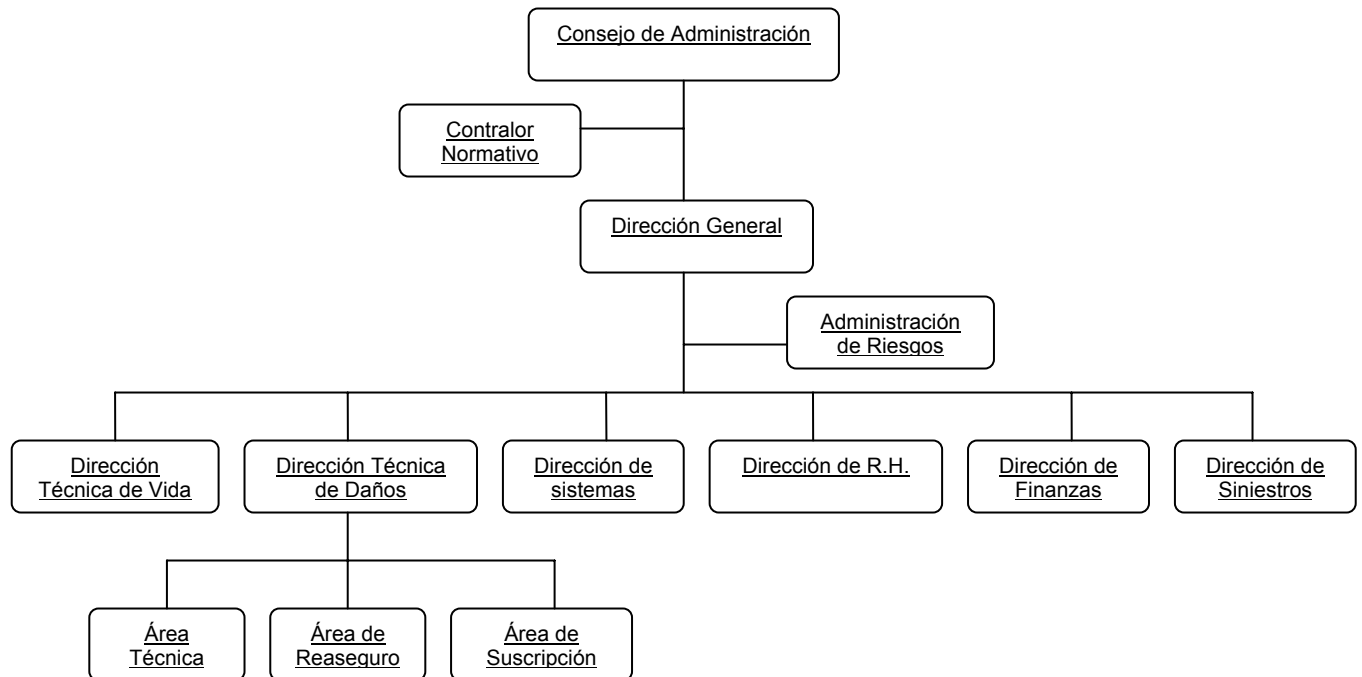 Consejo de Administración
Contralor
Normativo
Dirección General
Administración
de Riesgos
Dirección
Técnica de Vida
Dirección Técnica
de Daños
Dirección de
sistemas
Dirección de R.H.
Dirección de
Finanzas
Dirección de
Siniestros
Área
Técnica
Área de
Reaseguro
Área de
Suscripción